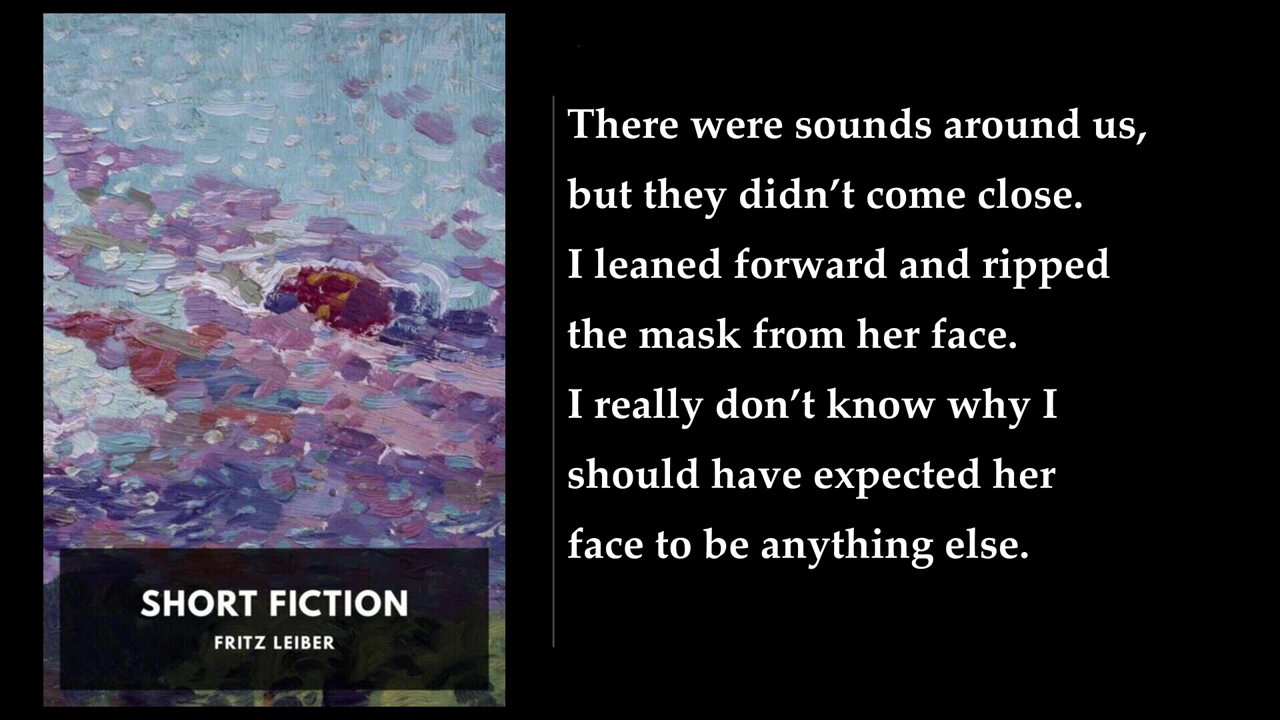 SHORT FICTION
FRITZ LEIBER
There were sounds around us,
but they didn’t come close.
I leaned forward and ripped
the mask from her face.
I really don’t know why I
should have expected her
face to be anything else.